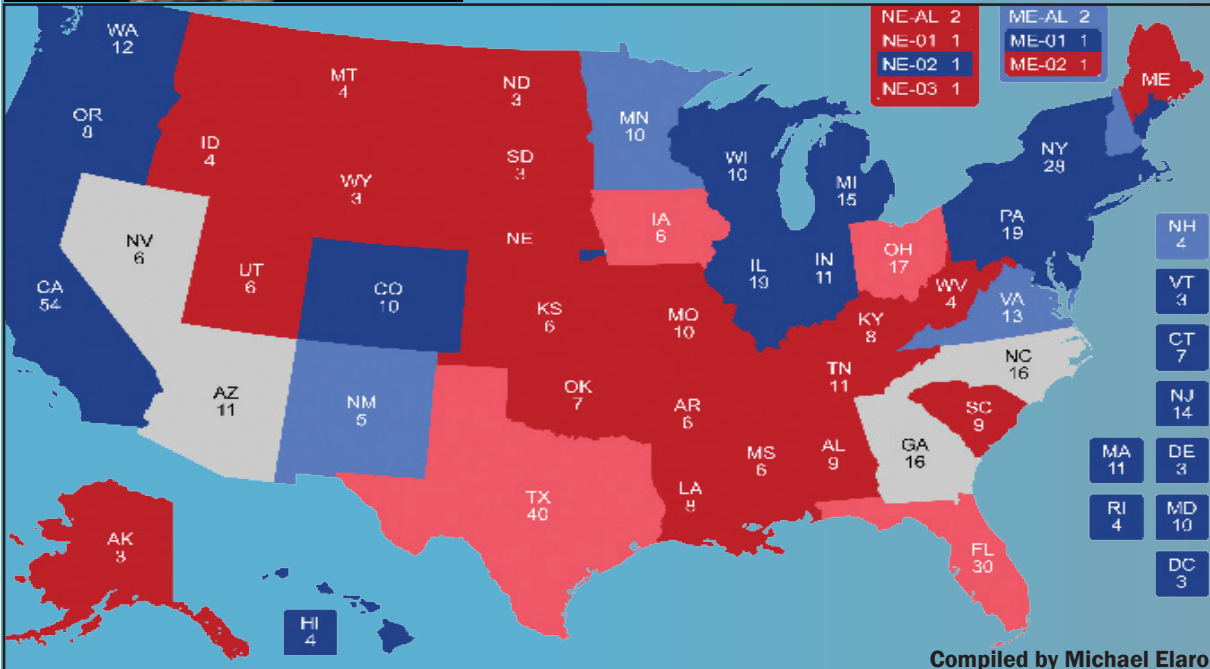 WA
12
OR
8
CA
54
NV
6
ID
4
MT
4
WY
3
UT
6
AZ
11
CO
10
NM
5
ND
3
SD
3
NE
KS
6
OK
7
TX
40
MN
10
IA
6
MO
10
AR
6
LA
8
WI
10
IL
19
MI
15
IN
11
OH
17
KY
8
TN
11
MS
6
AL
9
WV
4
VA
13
NC
16
SC
9
GA
16
FL
30
PA
19
NY
28
ME
NE-AL 2
NE-01 1
NE-02 1
NE-03 1
ME-AL 2
ME-01 1
ME-02 1
NH
4
VT
3
CT
7
NJ
14
MA
11
DE
3
RI
4
MD
10
DC
3
AK
3
HI
4
Compiled by Michael Elaro